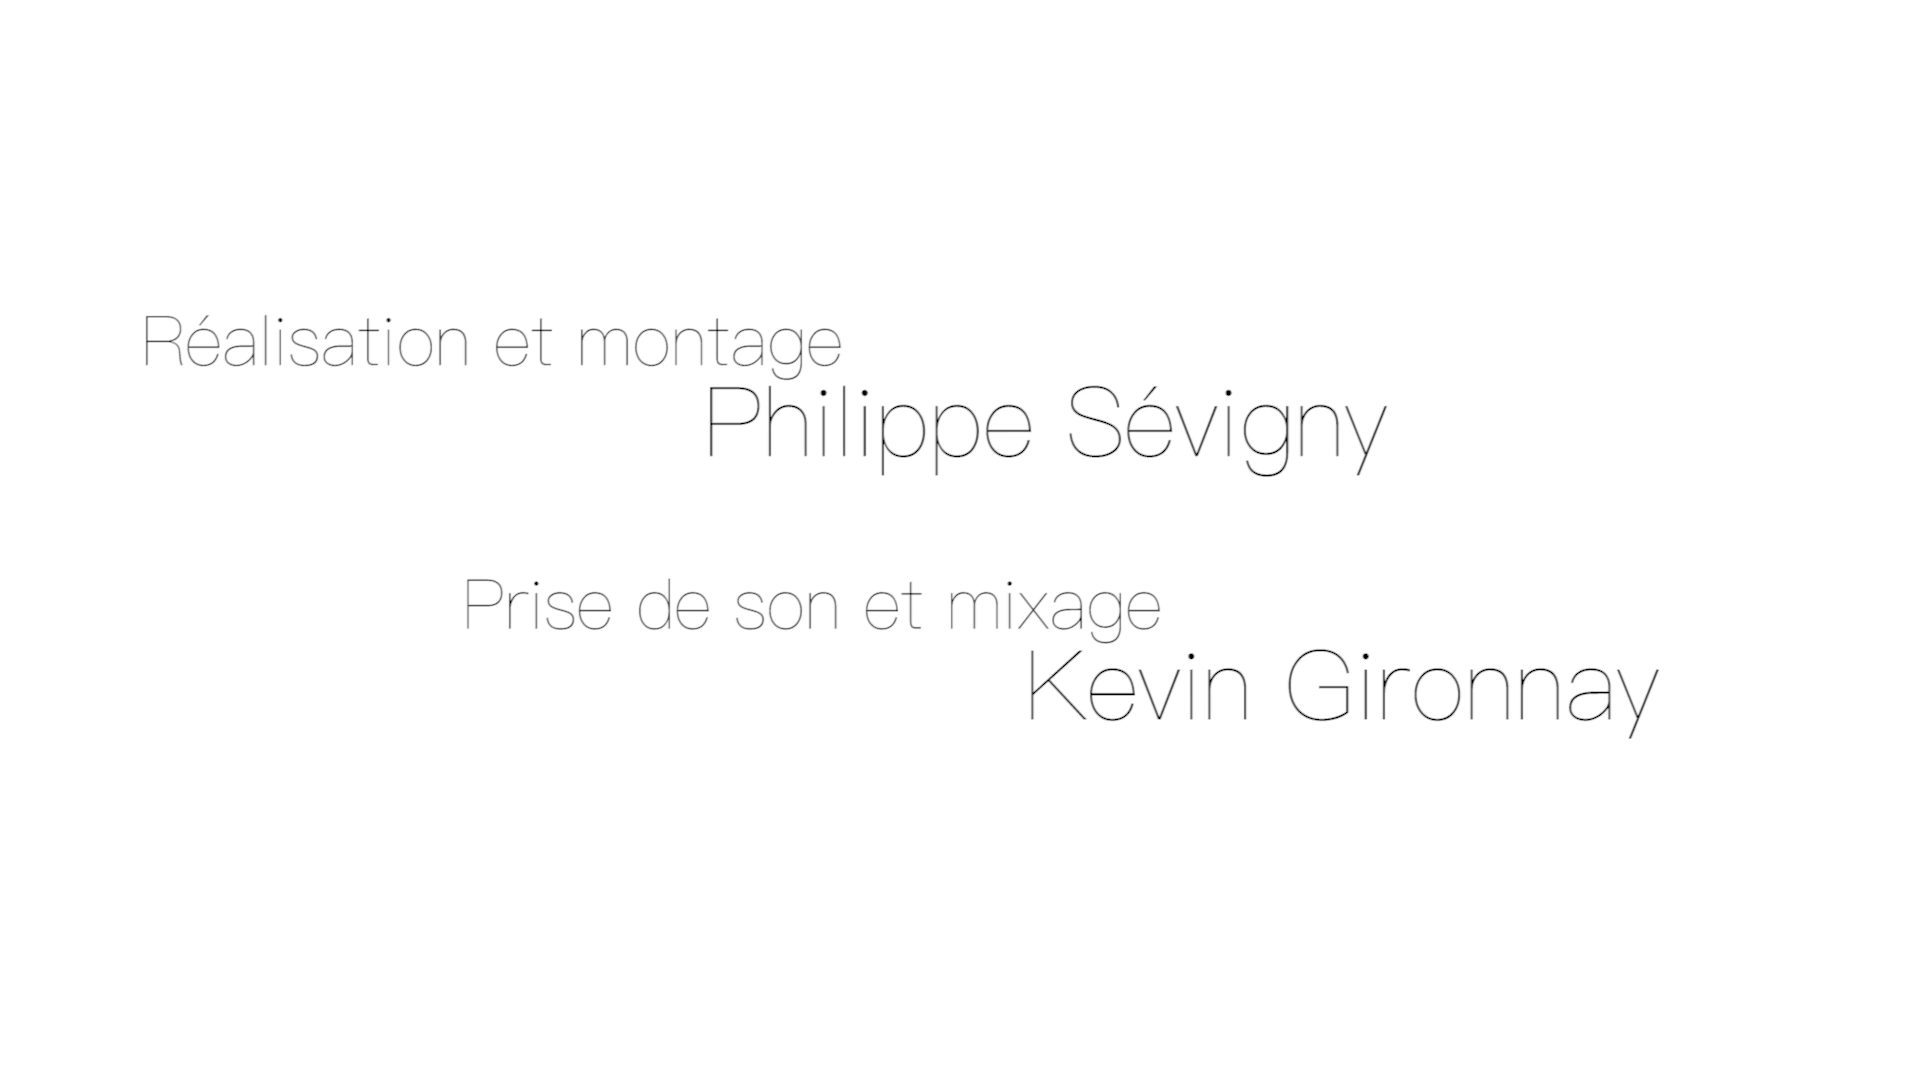 Réalisation et montage
Philippe Sévigny
Prise de son et mixage
Kevin Gironnay